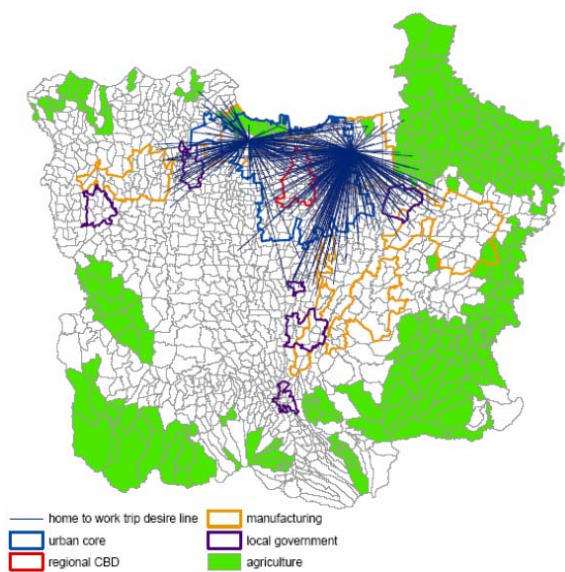 home to work trip desire line
manufacturing
urban core
local government
regional CBD
agriculture